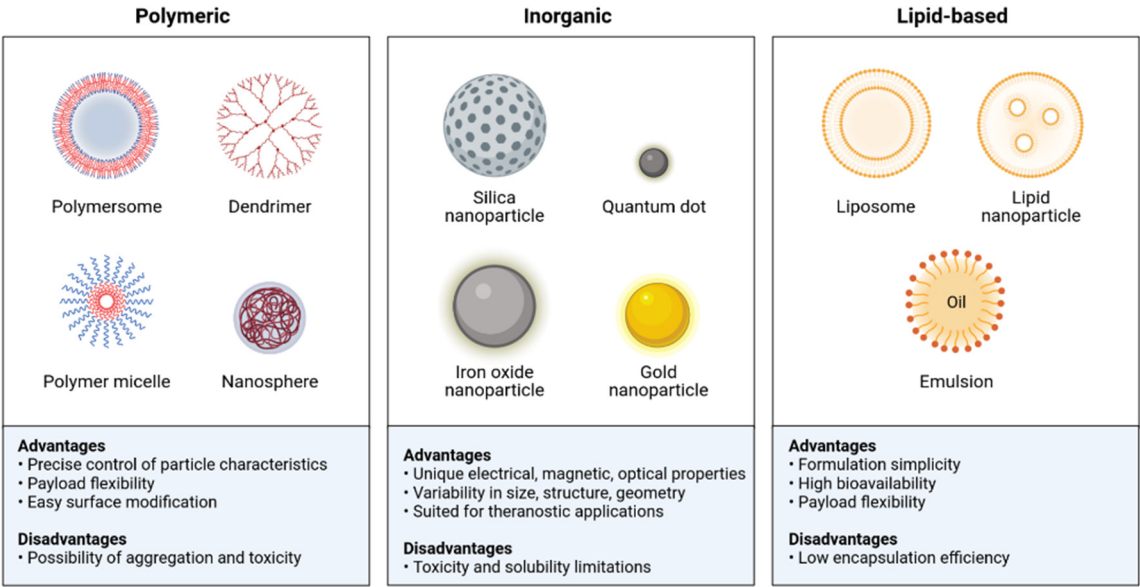 Polymeric
Polymersome
Dendrimer
Polymer micelle
Nanosphere
Advantages
• Precise control of particle characteristics
• Payload flexibility
• Easy surface modification
Disadvantages
• Possibility of aggregation and toxicity
Inorganic
Silica
nanoparticle
Quantum dot
Iron oxide
nanoparticle
Gold
nanoparticle
Advantages
• Unique electrical, magnetic, optical properties
• Variability in size, structure, geometry
• Suited for theranostic applications
Disadvantages
• Toxicity and solubility limitations
Lipid-based
Liposome
Lipid
nanoparticle
Oil
Emulsion
Advantages
• Formulation simplicity
• High bioavailability
• Payload flexibility
Disadvantages
• Low encapsulation efficiency